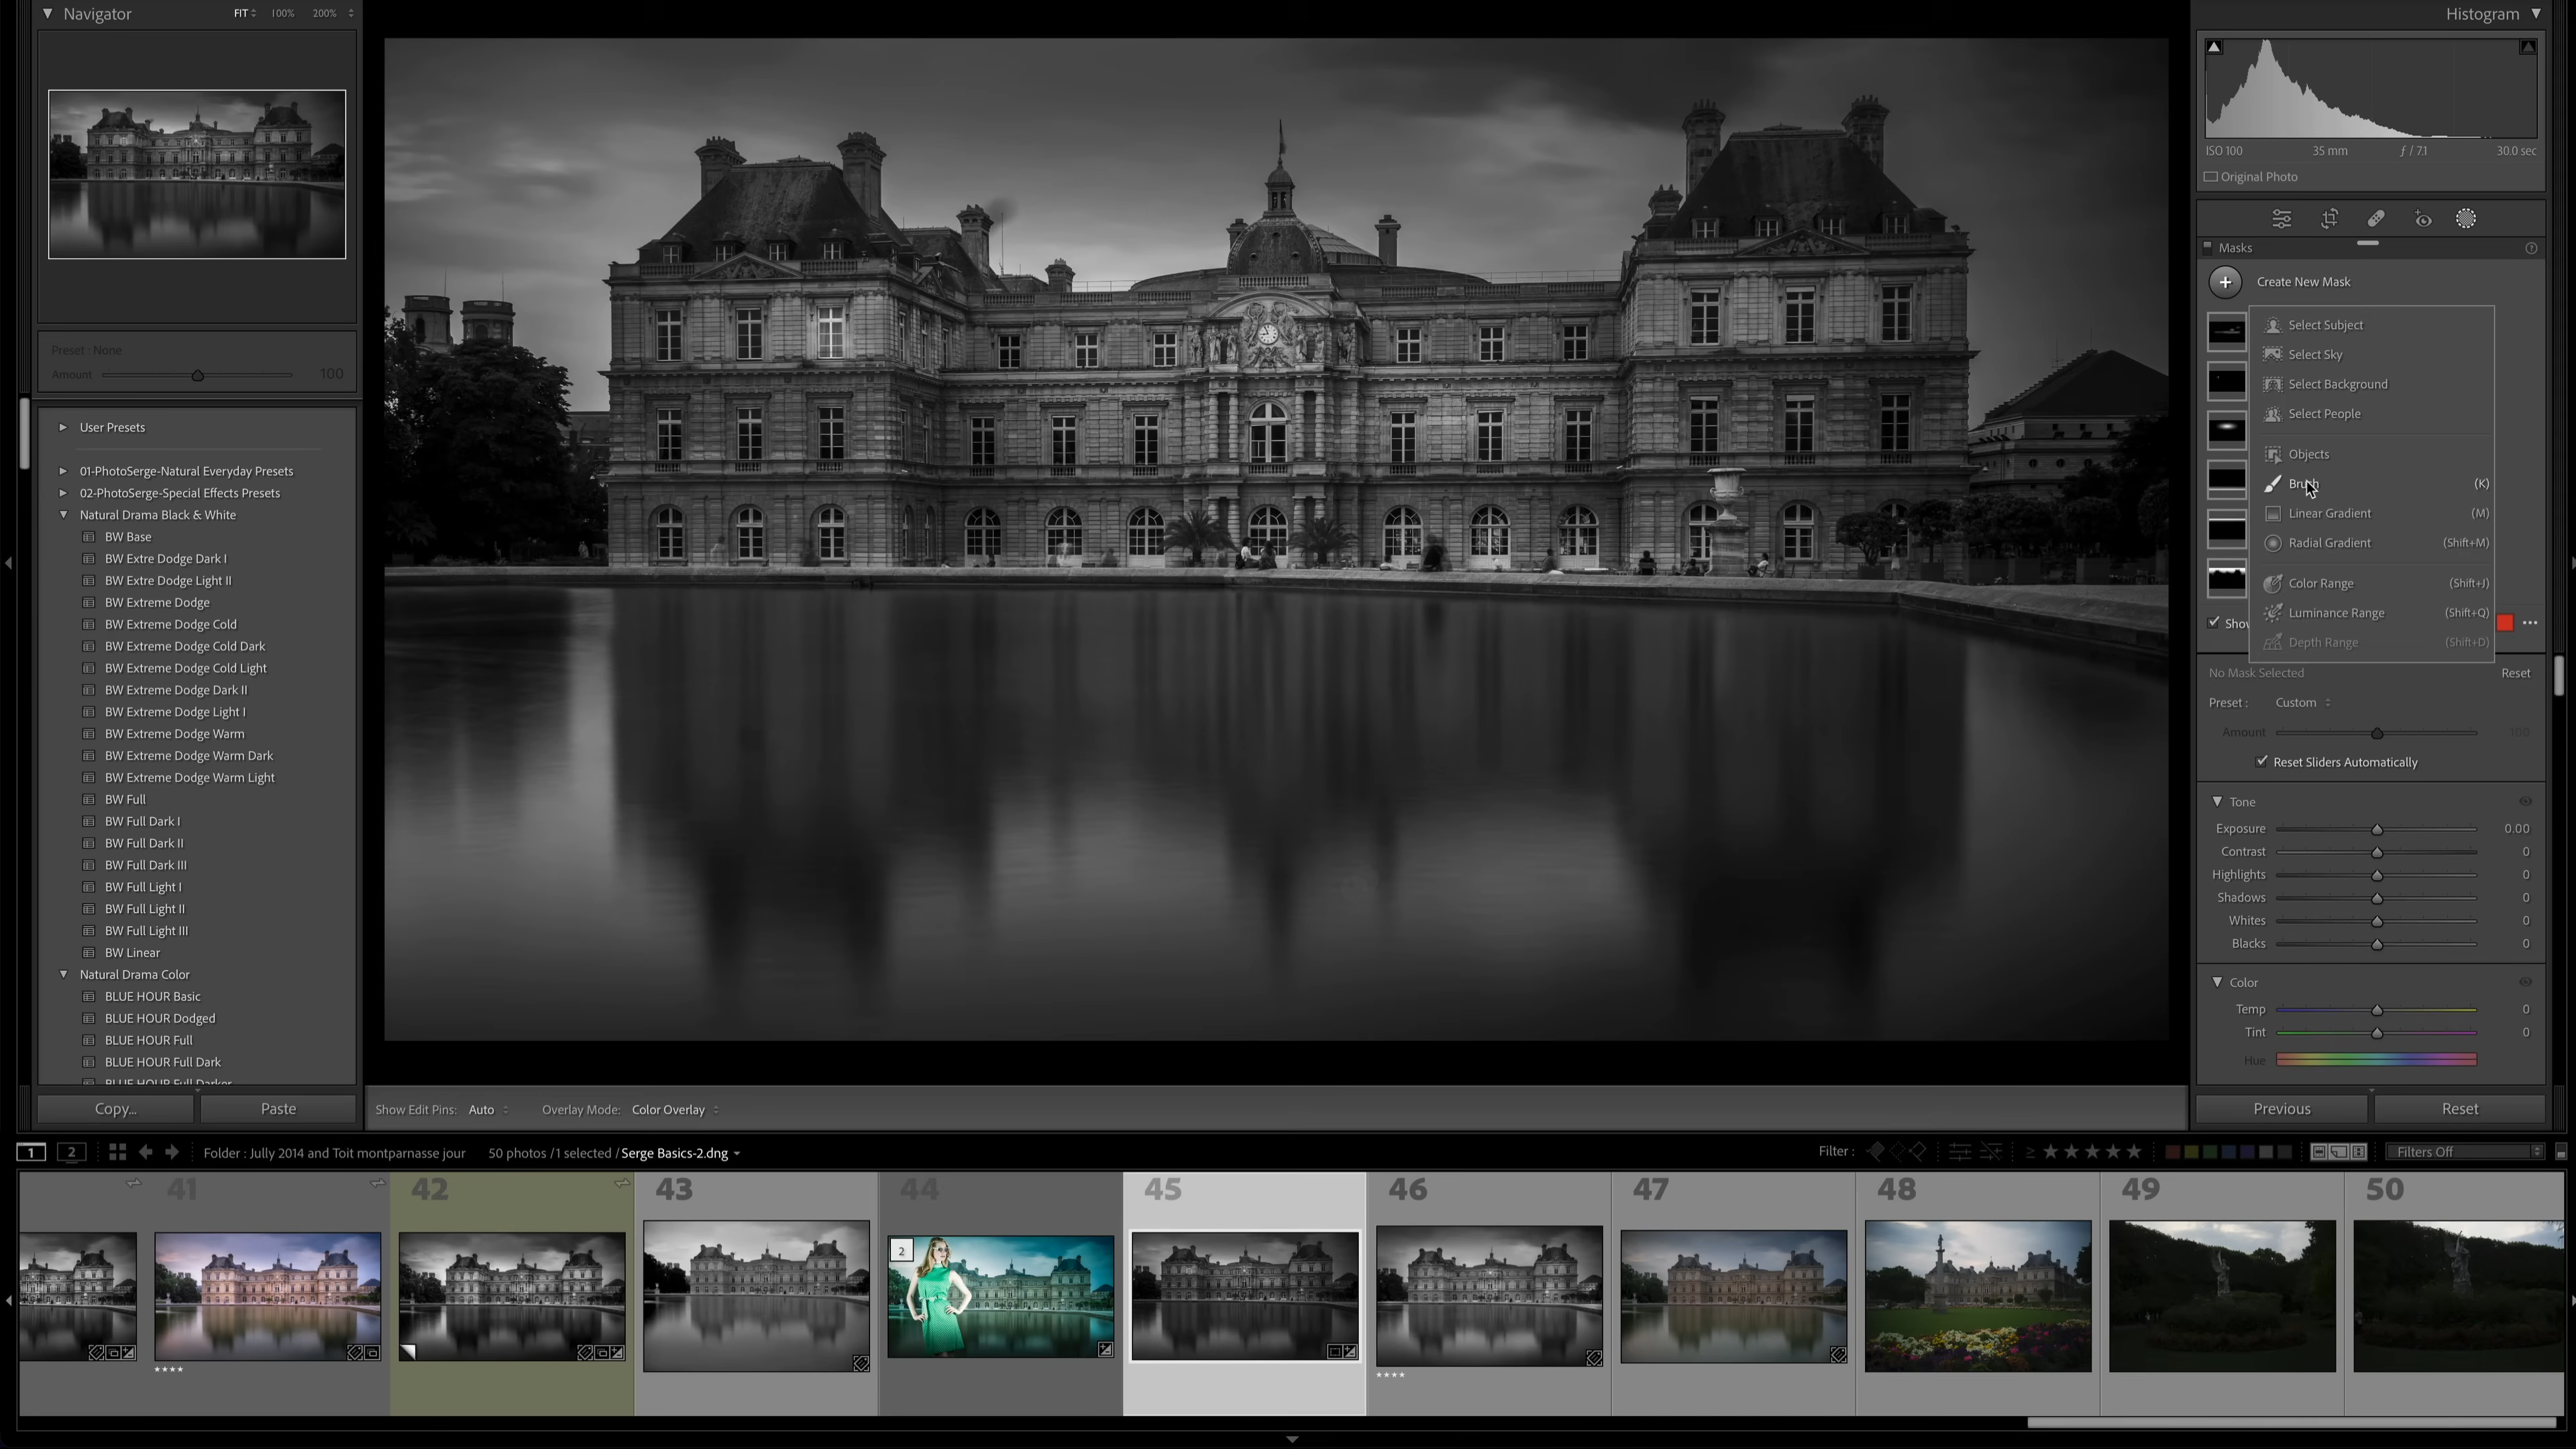 Navigator FIT 100% 200%
Preset : None
Amount 100
User Presets
01-PhotoSerge-Natural Everyday Presets
02-PhotoSerge-Special Effects Presets
Natural Drama Black & White
BW Base
BW Extre Dodge Dark I
BW Extre Dodge Light II
BW Extreme Dodge
BW Extreme Dodge Cold
BW Extreme Dodge Cold Dark
BW Extreme Dodge Cold Light
BW Extreme Dodge Dark II
BW Extreme Dodge Light I
BW Extreme Dodge Warm
BW Extreme Dodge Warm Dark
BW Extreme Dodge Warm Light
BW Full
BW Full Dark I
BW Full Dark II
BW Full Dark III
BW Full Light I
BW Full Light II
BW Full Light III
BW Linear
Natural Drama Color
BLUE HOUR Basic
BLUE HOUR Dodged
BLUE HOUR Full
BLUE HOUR Full Dark
BLUE HOUR Full Darker
Copy... Paste
Show Edit Pins: Auto Overlay Mode: Color Overlay
Histogram
ISO 100 35 mm ƒ / 7.1 30.0 sec
Original Photo
Masks
Create New Mask
Select Subject
Select Sky
Select Background
Select People
Objects
Brush (K)
Linear Gradient (M)
Radial Gradient (Shift+M)
Color Range (Shift+J)
Luminance Range (Shift+Q)
Depth Range (Shift+D)
Show
No Mask Selected Reset
Preset : Custom
Amount 100
Reset Sliders Automatically
Tone
Exposure 0.00
Contrast 0
Highlights 0
Shadows 0
Whites 0
Blacks 0
Color
Temp 0
Tint 0
Hue
Previous Reset
1 2 Folder : Jully 2014 and Toit montparnasse jour 50 photos / 1 selected / Serge Basics-2.dng Filter : Filters Off
41 42 43 44 45 46 47 48 49 50
2